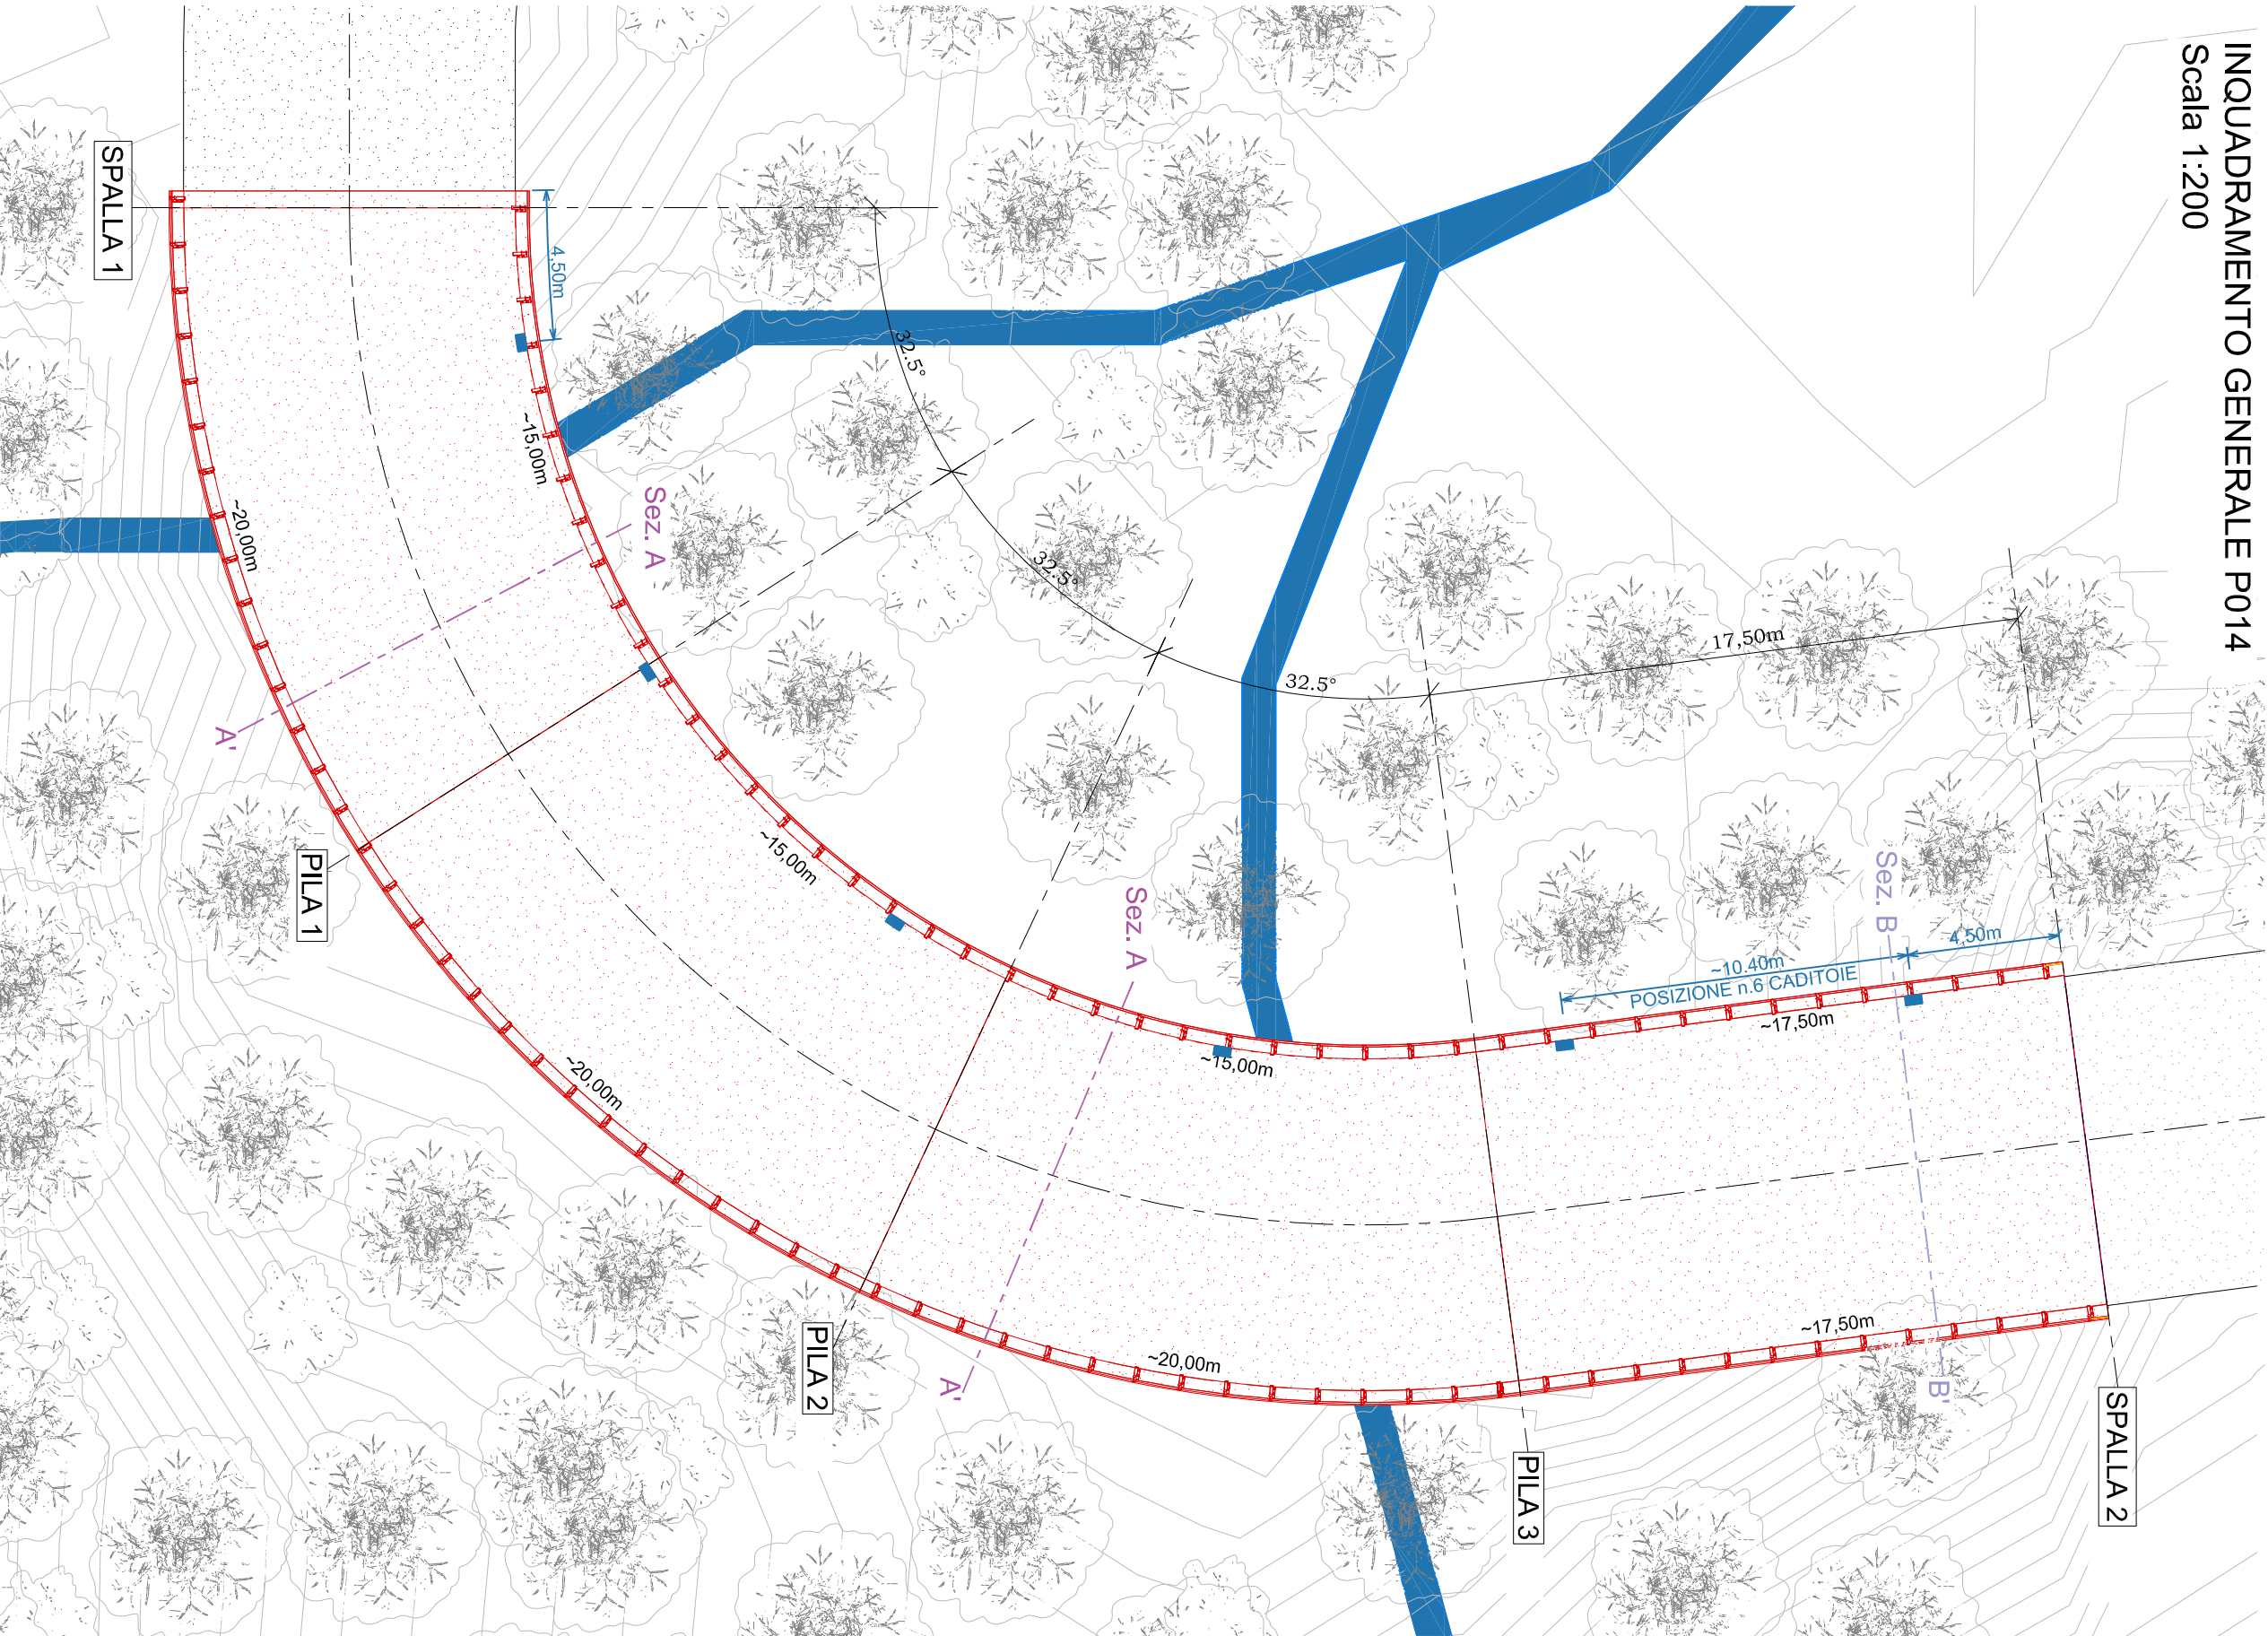 INQUADRAMENTO GENERALE P014
Scala 1:200
SPALLA 1
4,50m
32.5°
~15,00m
~20,00m
Sez. A
A'
32.5°
32.5°
17,50m
PILA 1
~15,00m
Sez. A
Sez. B
4,50m
~10.40m
POSIZIONE n.6 CADITOIE
~17,50m
~15,00m
~20,00m
PILA 2
A'
~20,00m
~17,50m
B'
PILA 3
SPALLA 2